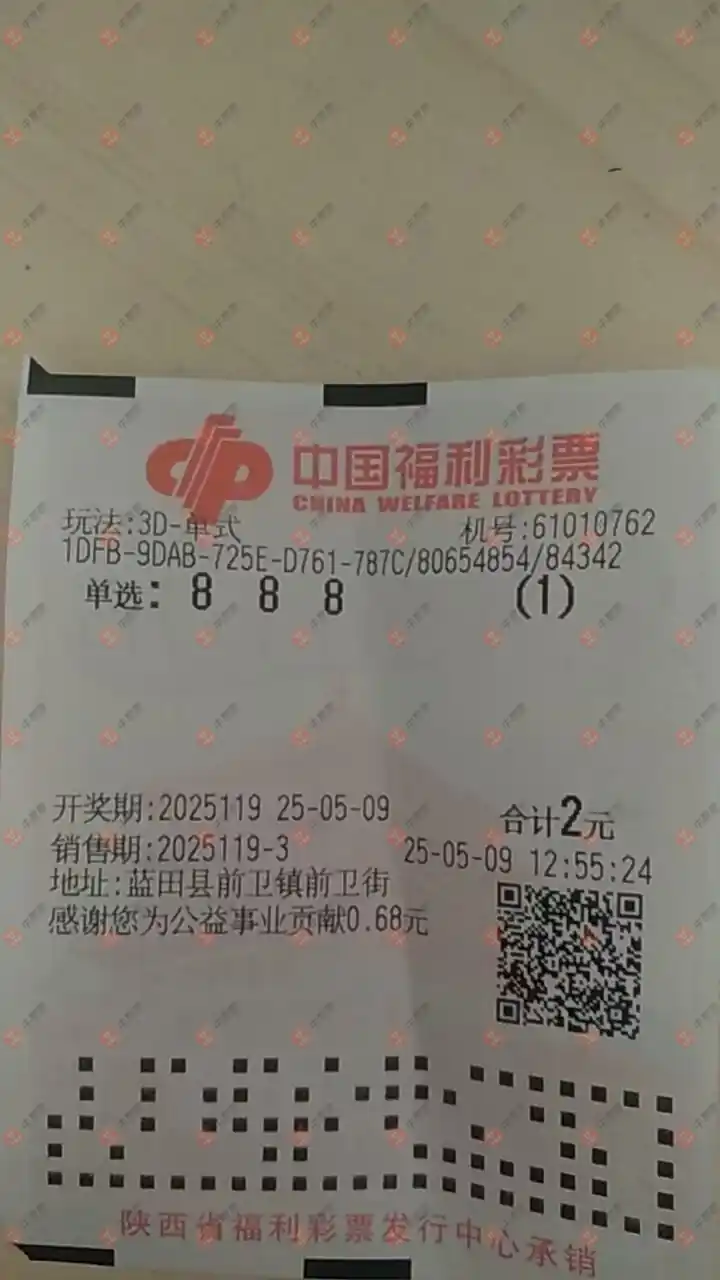 中国福利彩票
CHINA WELFARE LOTTERY
玩法:3D-单式 机号:61010762
1DFB-9DAB-725E-D761-787C/80654854/84342
单选: 8 8 8 (1)
开奖期:2025119 25-05-09 合计2元
销售期:2025119-3 25-05-09 12:55:24
地址:蓝田县前卫镇前卫街
感谢您为公益事业贡献0.68元
陕西省福利彩票发行中心承销